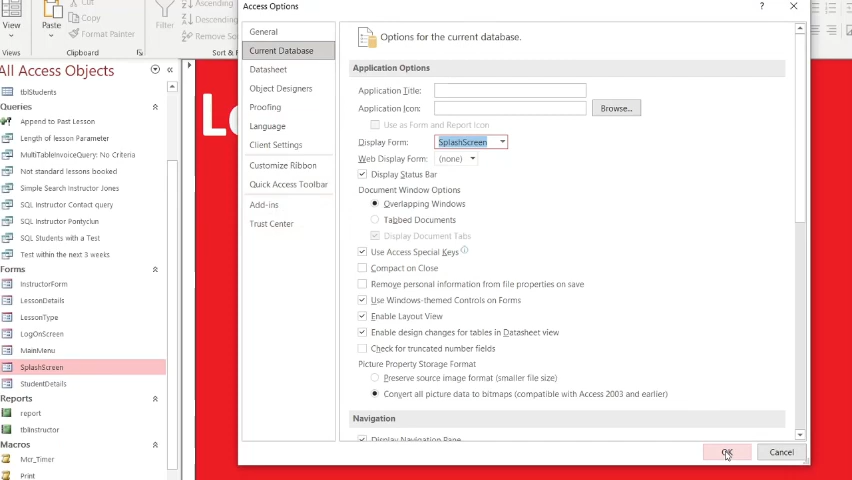 Access Options
?
View
Views
Paste
Cut
Copy
Format Painter
Clipboard
Filter
Ascending
Descending
Remove So
Sort & F
All Access Objects
tblStudents
Queries
Append to Past Lesson
Length of lesson Parameter
MultiTableInvoiceQuery: No Criteria
Not standard lessons booked
Simple Search Instructor Jones
SQL Instructor Contact query
SQL Instructor Pontyclun
SQL Students with a Test
Test within the next 3 weeks
Forms
InstructorForm
LessonDetails
LessonType
LogOnScreen
MainMenu
SplashScreen
StudentDetails
Reports
report
tblinstructor
Macros
Mcr_Timer
Print
Lo
General
Current Database
Datasheet
Object Designers
Proofing
Language
Client Settings
Customize Ribbon
Quick Access Toolbar
Add-ins
Trust Center
Options for the current database.
Application Options
Application Title:
Application Icon:
Browse...
Use as Form and Report Icon
Display Form: SplashScreen
Web Display Form: (none)
Display Status Bar
Document Window Options
Overlapping Windows
Tabbed Documents
Display Document Tabs
Use Access Special Keys
Compact on Close
Remove personal information from file properties on save
Use Windows-themed Controls on Forms
Enable Layout View
Enable design changes for tables in Datasheet view
Check for truncated number fields
Picture Property Storage Format
Preserve source image format (smaller file size)
Convert all picture data to bitmaps (compatible with Access 2003 and earlier)
Navigation
Display Navigation Pane
OK
Cancel